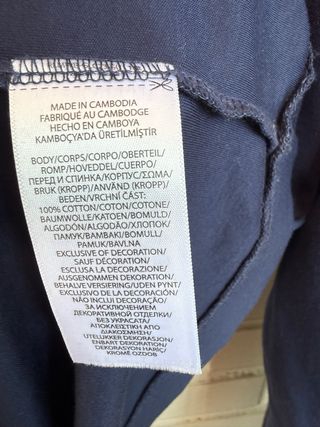 MADE IN CAMBODIA
FABRIQUÉ AU CAMBODGE
HECHO EN CAMBOYA
KAMBOÇYA'DA ÜRETİLMİŞTİR
BODY/CORPS/CORPO/OBERTEIL/
ROMP/HOVEDDEL/CUERPO/
ПЕРЕД И СПИНКА/КОРПУС/ΣΩΜΑ/
BRUK (KROPP)/ANVÄND (KROPP)/
BEDEN/VRCHNÍ ČÁST:
100% COTTON/COTON/COTONE/
BAUMWOLLE/KATOEN/BOMULD/
ALGODÓN/ALGODÃO/ХЛОПОК/
ПАМУК/ΒΑΜΒΑΚΙ/BOMULL/
PAMUK/BAVLNA
EXCLUSIVE OF DECORATION/
SAUF DÉCORATION/
ESCLUSA LA DECORAZIONE/
AUSGENOMMEN DEKORATION/
BEHALVE VERSIERING/UDEN PYNT/
EXCLUSIVO DE LA DECORACIÓN/
NÃO INCLUI DECORAÇÃO/
ЗА ИСКЛЮЧЕНИЕМ
ДЕКОРАТИВНОЙ ОТДЕЛКИ/
БЕЗ УКРАСАТА/
ΑΠΟΚΛΕΙΣΤΙΚΗ ΑΠΟ
ΔΙΑΚΟΣΜΗΣΗ/
UTELUKKER DEKORASJON/
ENBART DEKORATION/
DEKORASYON HARİÇ/
KROMĚ OZDOB